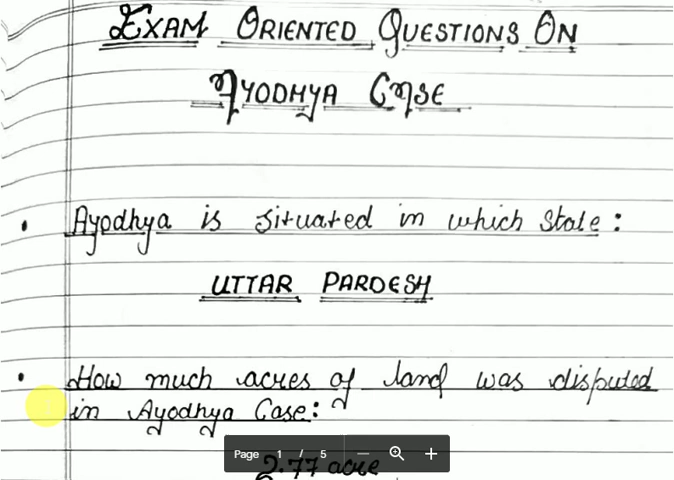 EXAM ORIENTED QUESTIONS ON
AYODHYA CASE
• Ayodhya is situated in which state:
UTTAR PARDESH
• How much acres of land was disputed
in Ayodhya Case:
Page 1 / 5 — +
2.77 acre